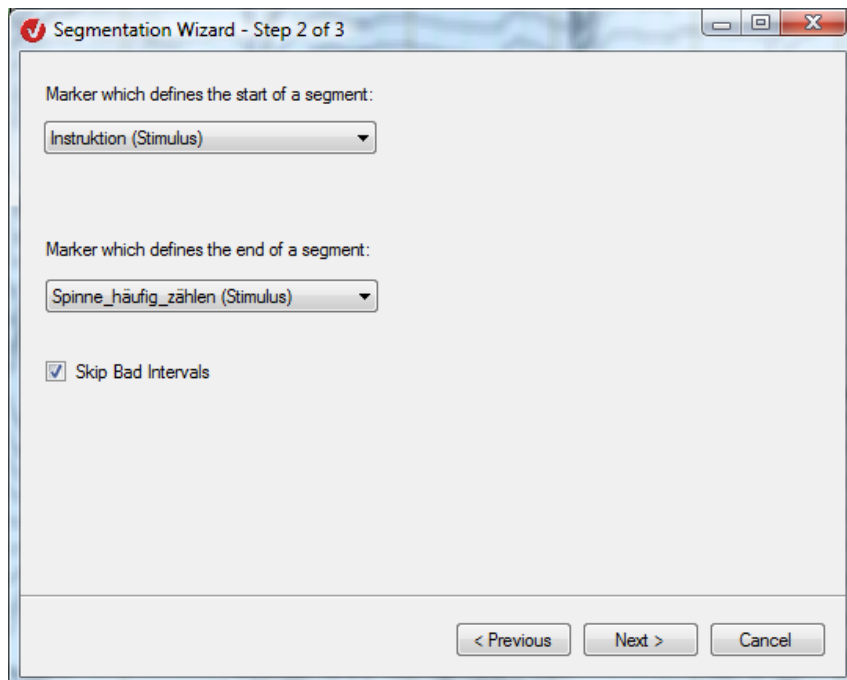 Segmentation Wizard - Step 2 of 3
Marker which defines the start of a segment:
Instruktion (Stimulus)
Marker which defines the end of a segment:
Spinne_häufig_zählen (Stimulus)
Skip Bad Intervals
< Previous Next > Cancel